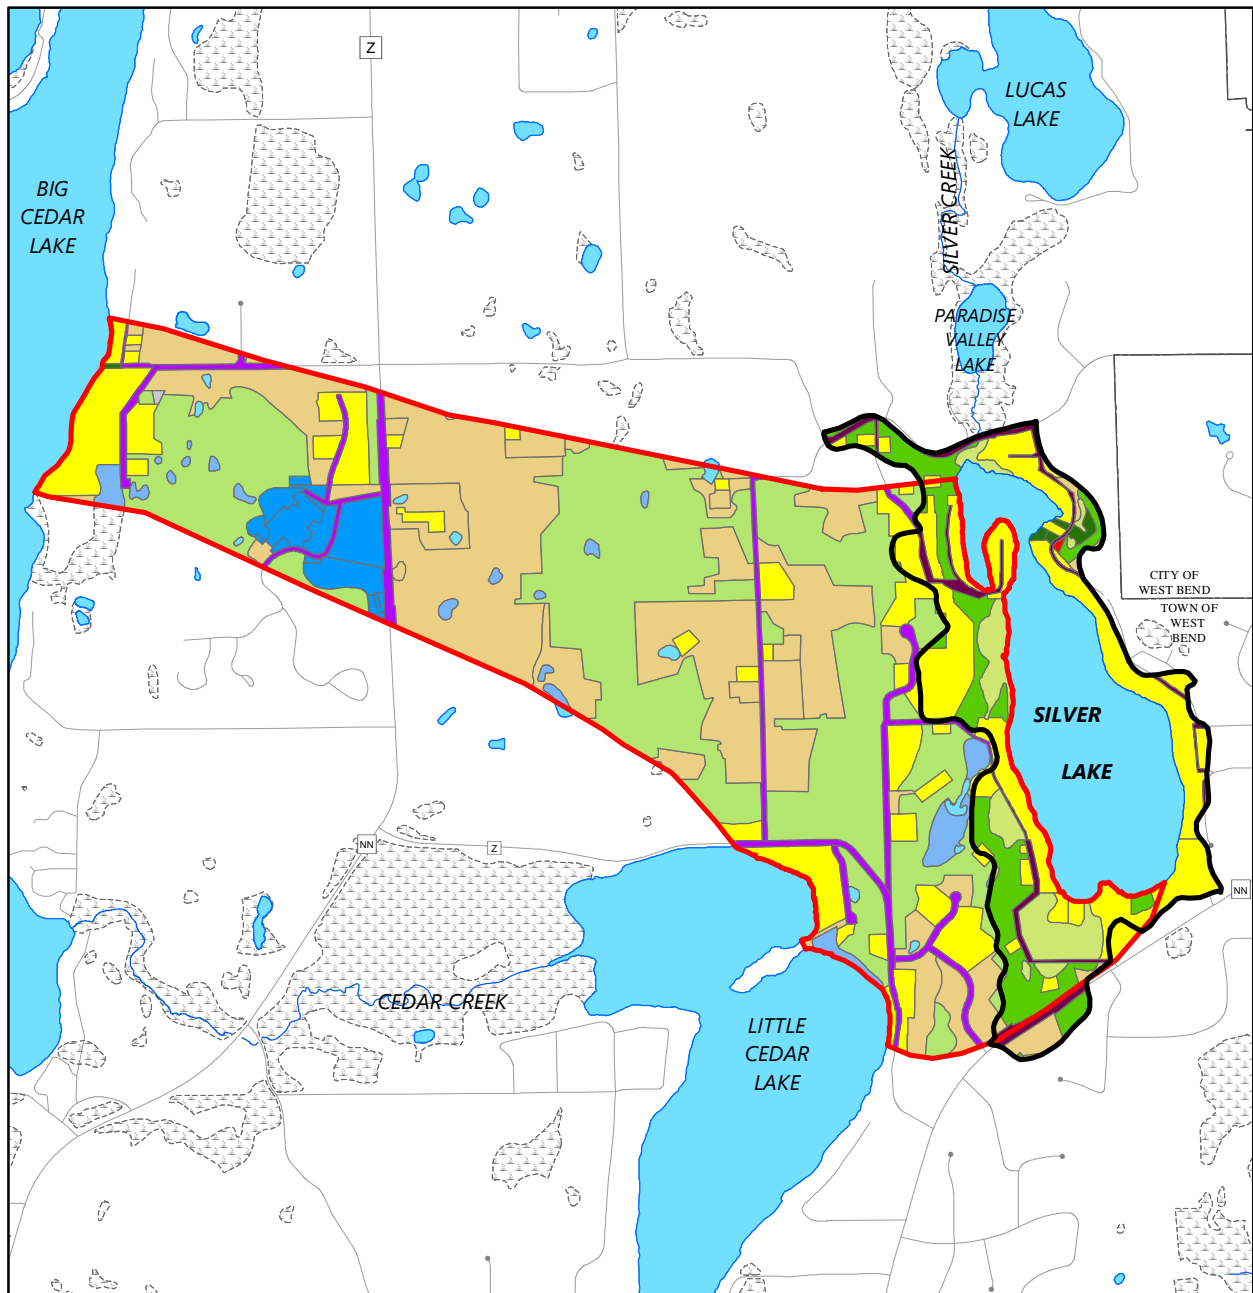 Z
LUCAS
LAKE
SILVER CREEK
BIG
CEDAR
LAKE
PARADISE
VALLEY
LAKE
CITY OF
WEST BEND
TOWN OF
WEST
BEND
SILVER
LAKE
NN
Z
NN
CEDAR CREEK
LITTLE
CEDAR
LAKE